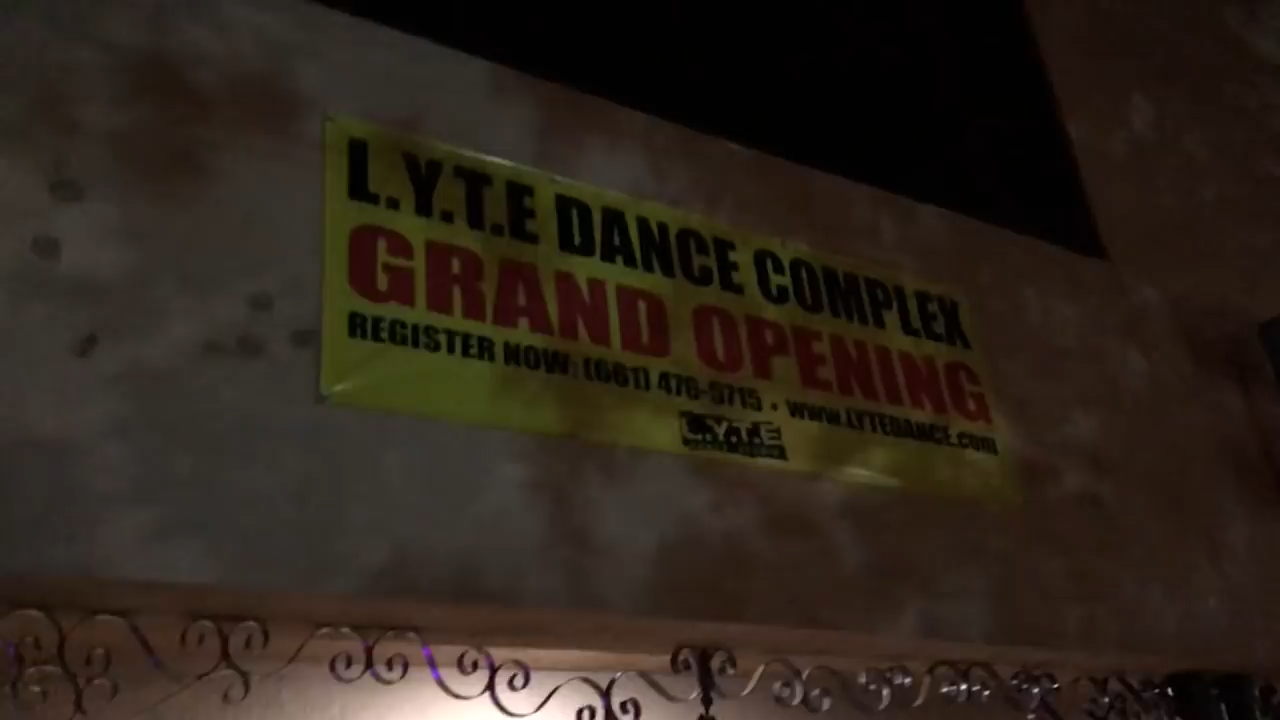 L.Y.T.E DANCE COMPLEX
GRAND OPENING
REGISTER NOW: (661) 476-9715 • www.LYTEDANCE.com
L.Y.T.E